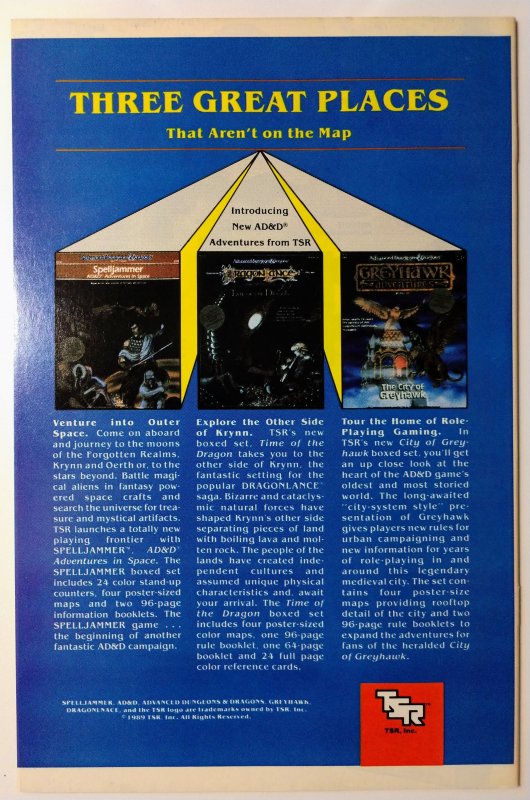 THREE GREAT PLACES
That Aren't on the Map
Introducing
New AD&D®
Adventures from TSR
Advanced Dungeons & Dragons
Spelljammer
AD&D Adventures in Space
Advanced Dungeons & Dragons
DRAGONLANCE
Advanced Dungeons & Dragons
GREYHAWK
ADVENTURES
The City of
Greyhawk
Venture into Outer
Space. Come on aboard
and journey to the moons
of the Forgotten Realms,
Krynn and Oerth or, to the
stars beyond. Battle magi-
cal aliens in fantasy pow-
ered space crafts and
search the universe for trea-
sure and mystical artifacts.
TSR launches a totally new
playing frontier with
SPELLJAMMER™, AD&D®
Adventures in Space. The
SPELLJAMMER boxed set
includes 24 color stand-up
counters, four poster-sized
maps and two 96-page
information booklets. The
SPELLJAMMER game . . .
the beginning of another
fantastic AD&D campaign.
Explore the Other Side
of Krynn. TSR's new
boxed set, Time of the
Dragon takes you to the
other side of Krynn, the
fantastic setting for the
popular DRAGONLANCE®
saga. Bizarre and cataclys-
mic natural forces have
shaped Krynn's other side
separating pieces of land
with boiling lava and mol-
ten rock. The people of the
lands have created inde-
pendent cultures and
assumed unique physical
characteristics and, await
your arrival. The Time of
the Dragon boxed set
includes four poster-sized
color maps, one 96-page
rule booklet, one 64-page
booklet and 24 full page
color reference cards.
Tour the Home of Role-
Playing Gaming. In
TSR's new City of Grey-
hawk boxed set, you'll get
an up close look at the
heart of the AD&D game's
oldest and most storied
world. The long-awaited
"city-system style" pre-
sentation of Greyhawk
gives players new rules for
urban campaigning and
new information for years
of role-playing in and
around this legendary
medieval city. The set con-
tains four poster-size
maps providing rooftop
detail of the city and two
96-page rule booklets to
expand the adventures for
fans of the heralded City
of Greyhawk.
SPELLJAMMER, AD&D, ADVANCED DUNGEONS & DRAGONS, GREYHAWK,
DRAGONLNACE, and the TSR logo are trademarks owned by TSR, Inc.
©1989 TSR, Inc. All Rights Reserved.
TSR™
TSR, Inc.